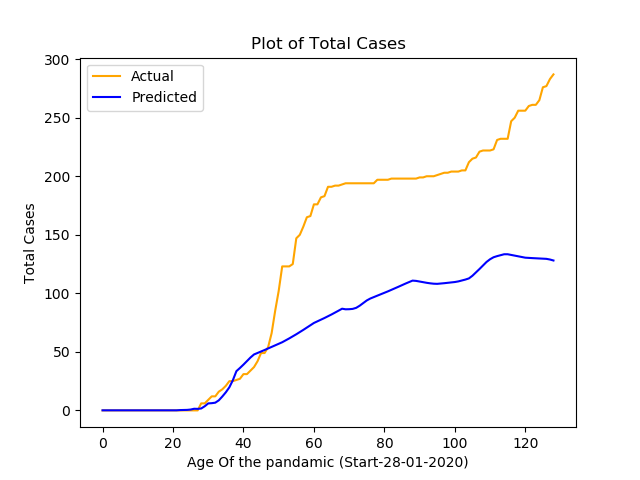 Plot of Total Cases
Actual
Predicted
300
250
200
150
100
50
0
Total Cases
0 20 40 60 80 100 120
Age Of the pandamic (Start-28-01-2020)